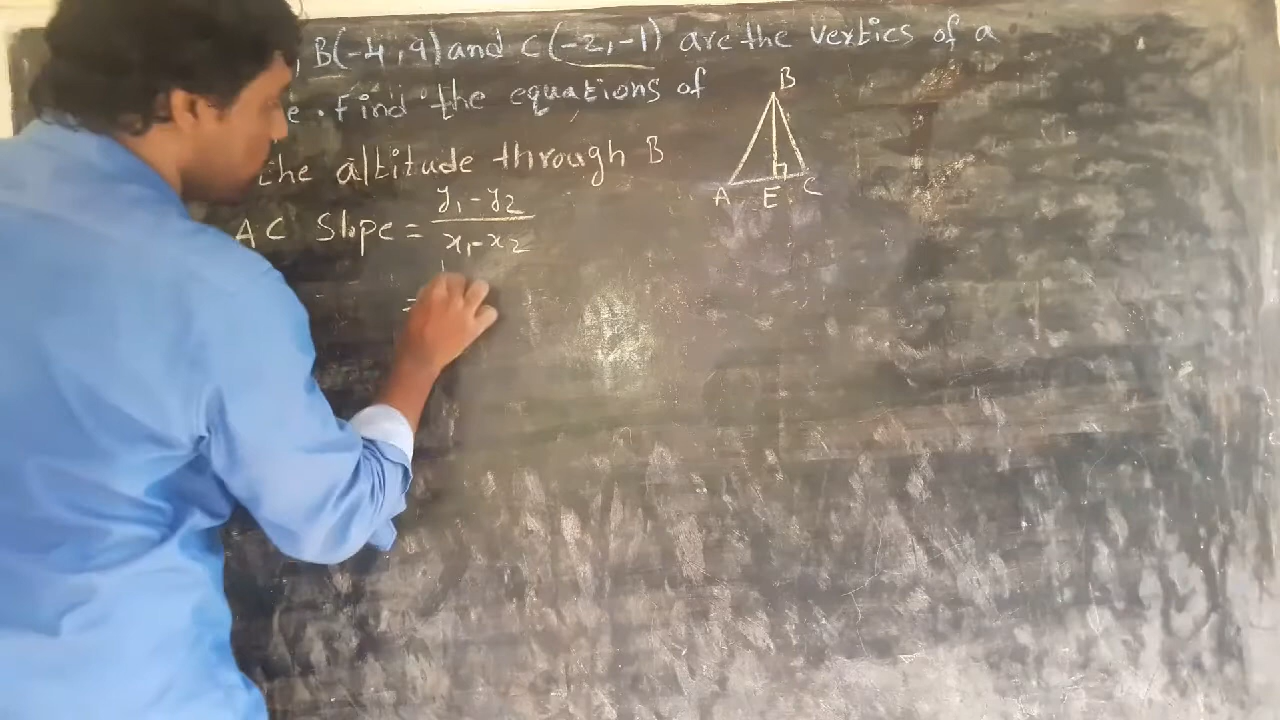 , B(-4, 9) and C(-2, -1) are the vertics of a
e. Find the equations of
the altitude through B
AC Slope = y₁-y₂ / x₁-x₂
=
B
A E C